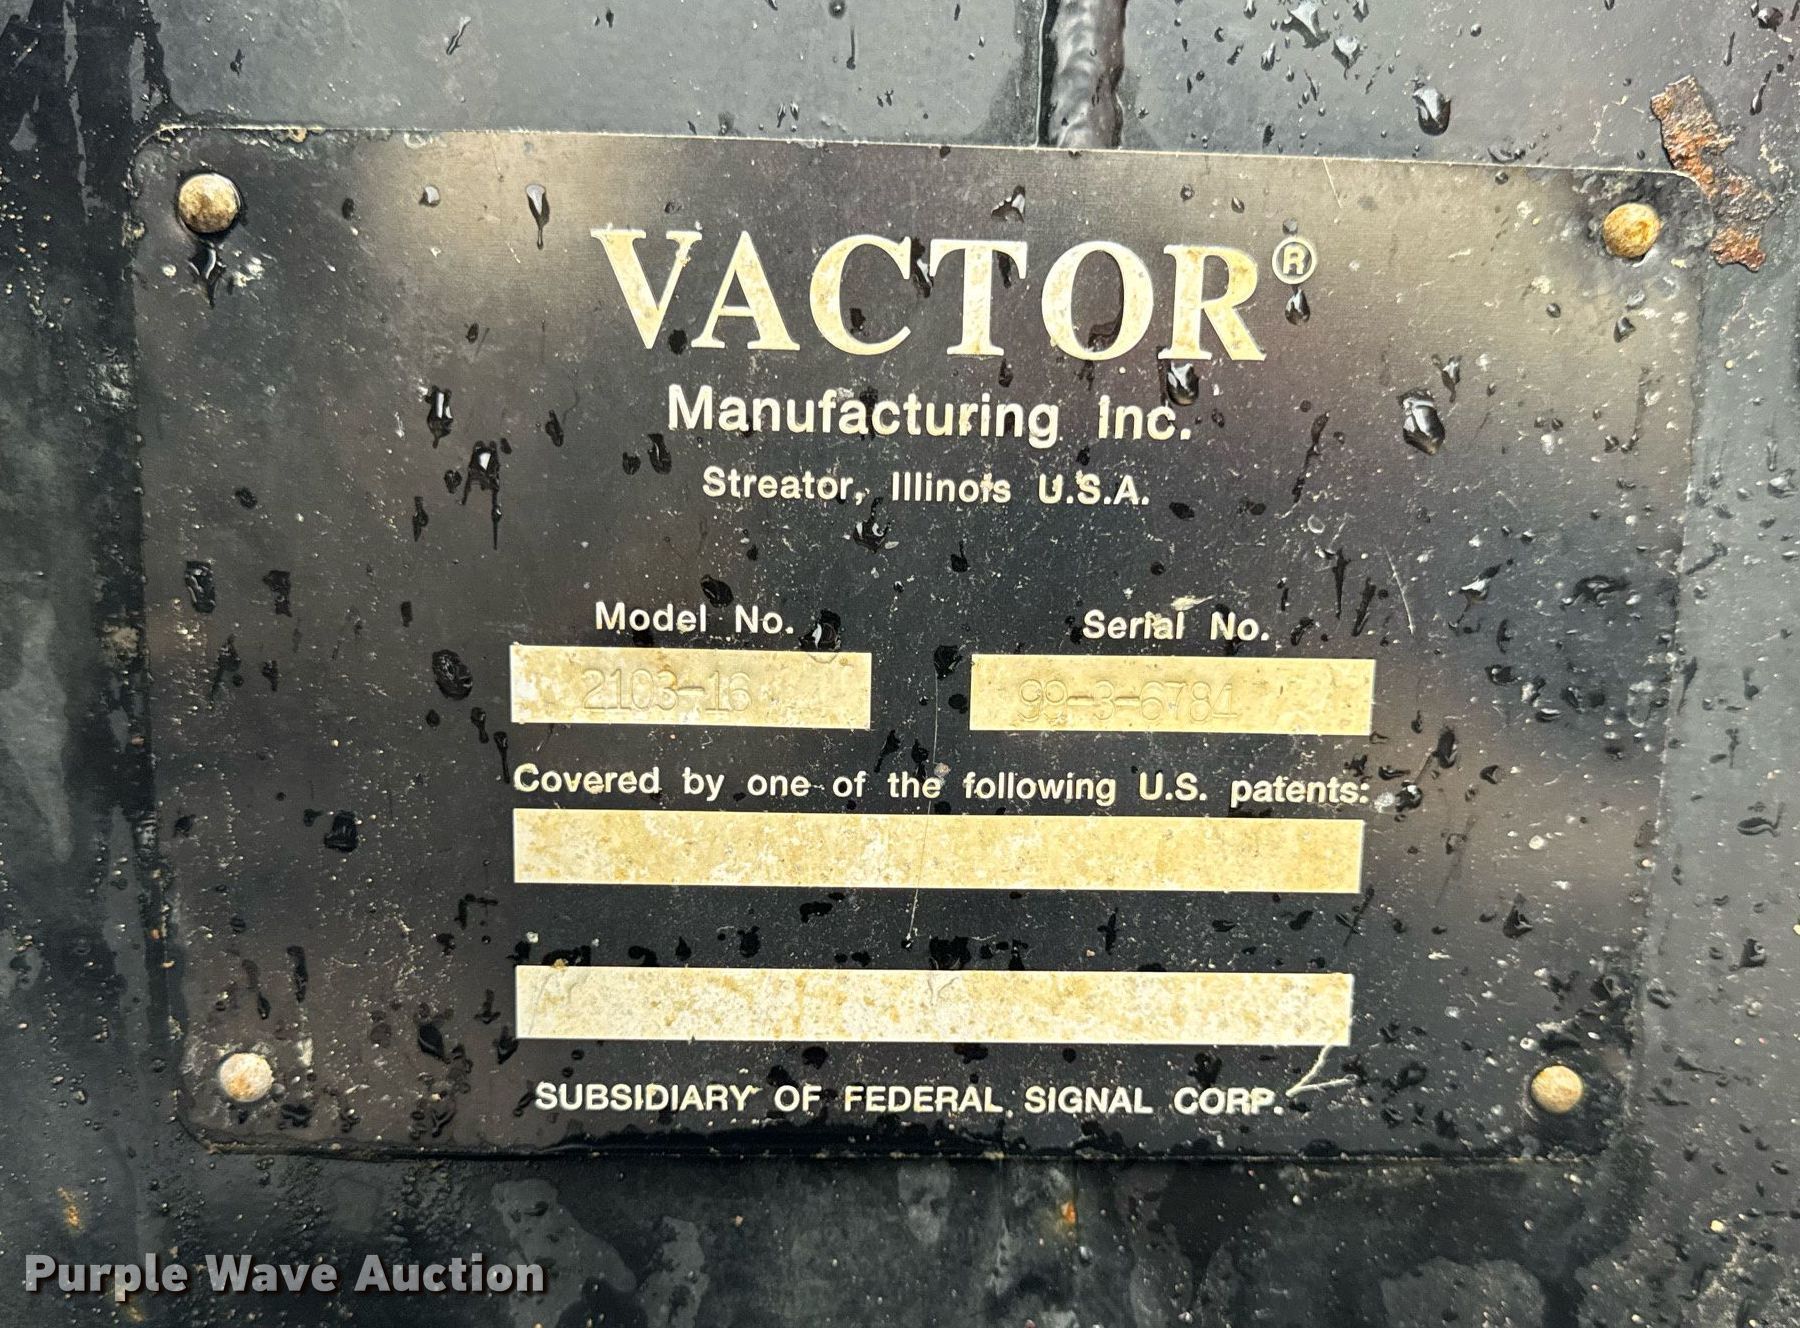 VACTOR®
Manufacturing Inc.
Streator, Illinois U.S.A.
Model No. Serial No.
2103-16 99-3-6784
Covered by one of the following U.S. patents:
SUBSIDIARY OF FEDERAL SIGNAL CORP.
Purple Wave Auction